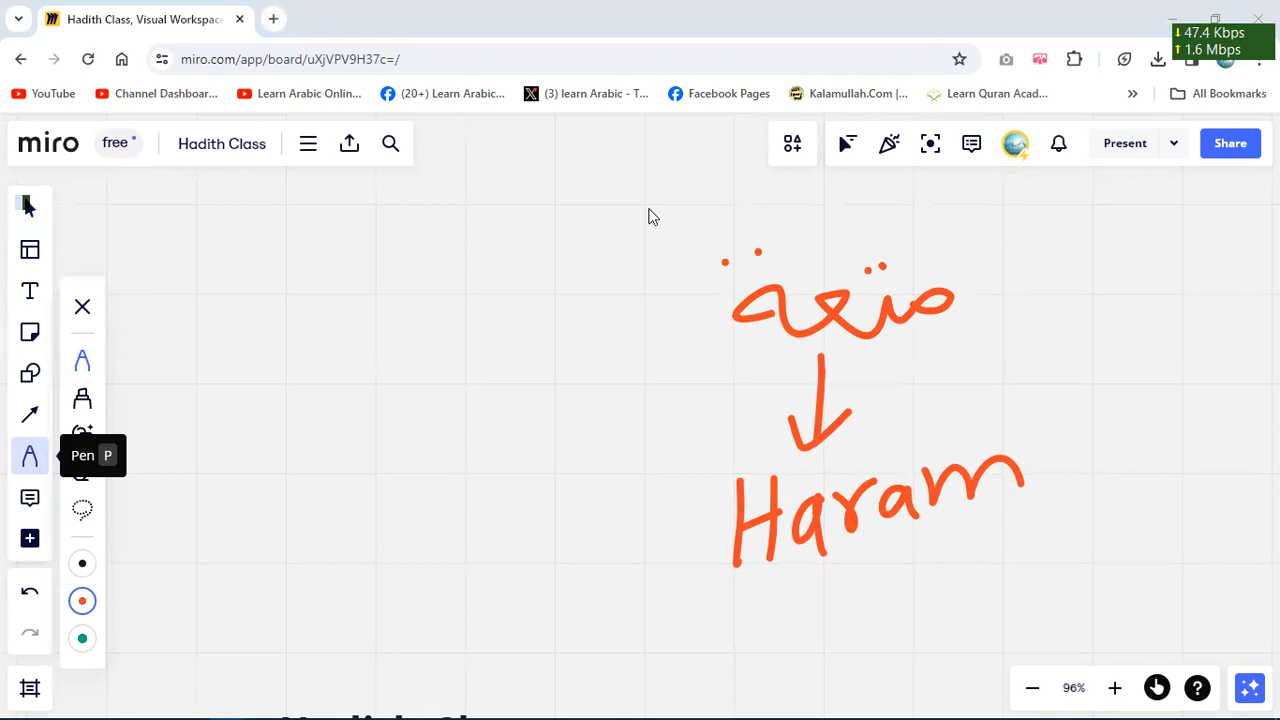 Hadith Class, Visual Workspace
47.4 Kbps
1.6 Mbps
miro.com/app/board/uXjVPV9H37c=/
YouTube
Channel Dashboar...
Learn Arabic Onlin...
(20+) Learn Arabic...
(3) learn Arabic - T...
Facebook Pages
Kalamullah.Com |...
Learn Quran Acad...
All Bookmarks
miro
free
Hadith Class
Present
Share
متعة
Haram
Pen P
96%